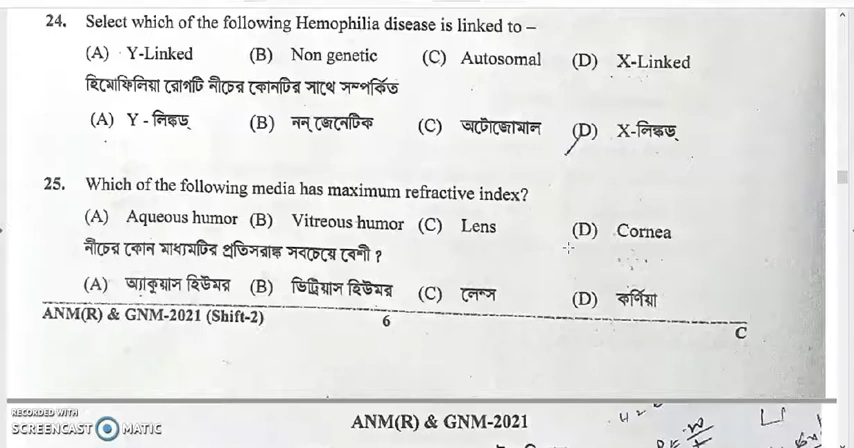 24. Select which of the following Hemophilia disease is linked to –
(A) Y-Linked (B) Non genetic (C) Autosomal (D) X-Linked
হিমোফিলিয়া রোগটি নীচের কোনটির সাথে সম্পর্কিত
(A) Y - লিঙ্কড্ (B) নন্ জেনেটিক (C) অটোজোমাল (D) X-লিঙ্কড্
25. Which of the following media has maximum refractive index?
(A) Aqueous humor (B) Vitreous humor (C) Lens (D) Cornea
নীচের কোন মাধ্যমটির প্রতিসরাঙ্ক সবচেয়ে বেশী ?
(A) অ্যাকুয়াস হিউমর (B) ভিট্রিয়াস হিউমর (C) লেন্স (D) কর্ণিয়া
ANM(R) & GNM-2021 (Shift-2) 6 C
RECORDED WITH
SCREENCAST MATIC
ANM(R) & GNM-2021